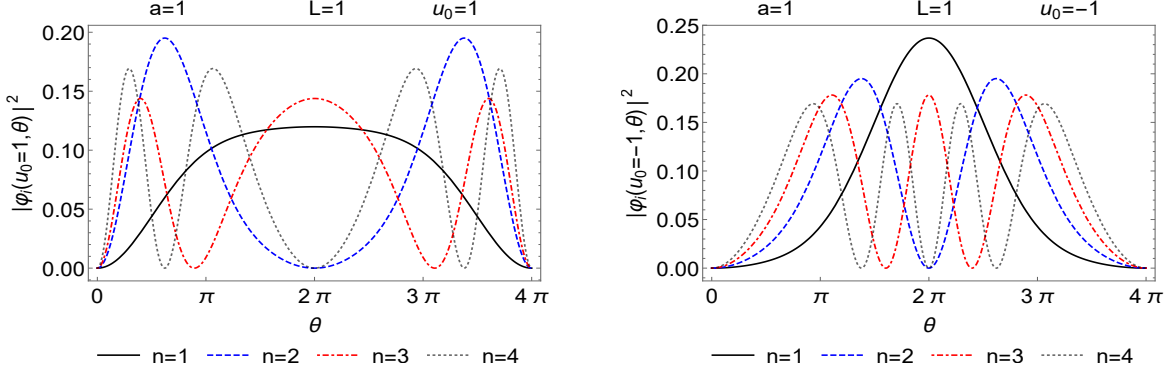 a=1 L=1 u₀=1
0.20
0.15
0.10
0.05
0.00
|φᵢ(u₀=1,θ)|²
0 π 2π 3π 4π
θ
n=1 n=2 n=3 n=4
a=1 L=1 u₀=−1
0.25
0.20
0.15
0.10
0.05
0.00
|φᵢ(u₀=−1,θ)|²
0 π 2π 3π 4π
θ
n=1 n=2 n=3 n=4